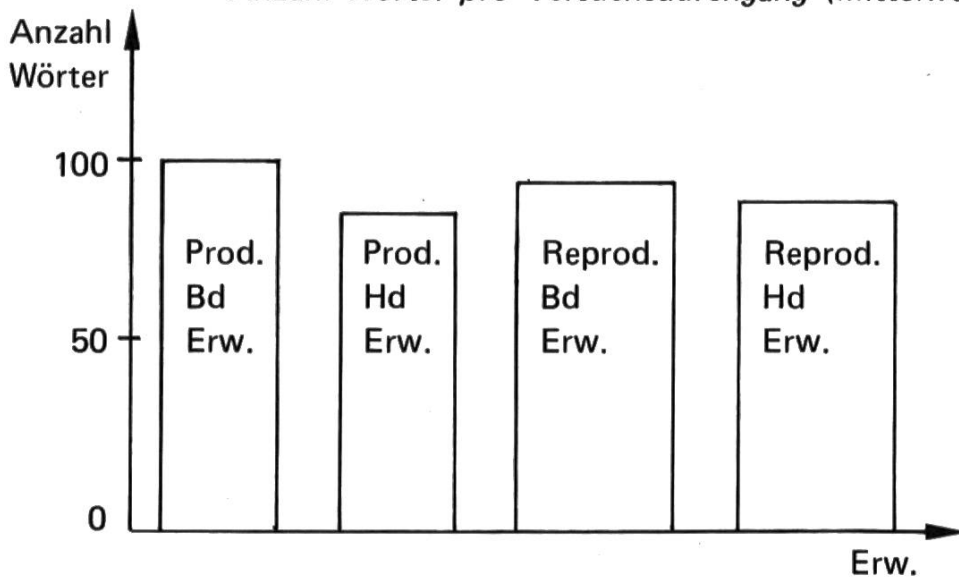 Anzahl
Wörter
100
50
0
Prod.
Bd
Erw.
Prod.
Hd
Erw.
Reprod.
Bd
Erw.
Reprod.
Hd
Erw.
Erw.